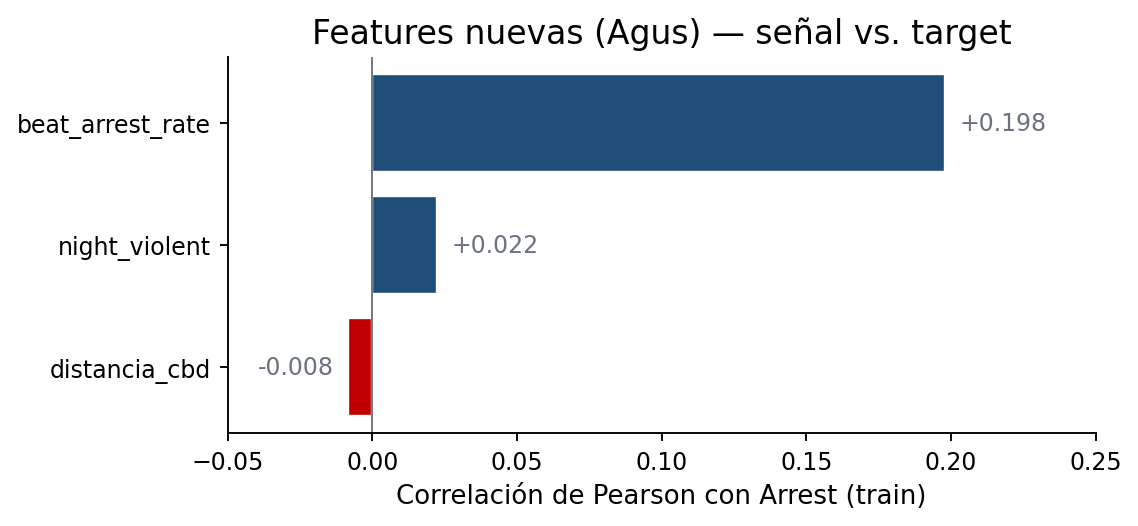 Features nuevas (Agus) — señal vs. target
beat_arrest_rate
+0.198
night_violent
+0.022
distancia_cbd
-0.008
−0.05
0.00
0.05
0.10
0.15
0.20
0.25
Correlación de Pearson con Arrest (train)